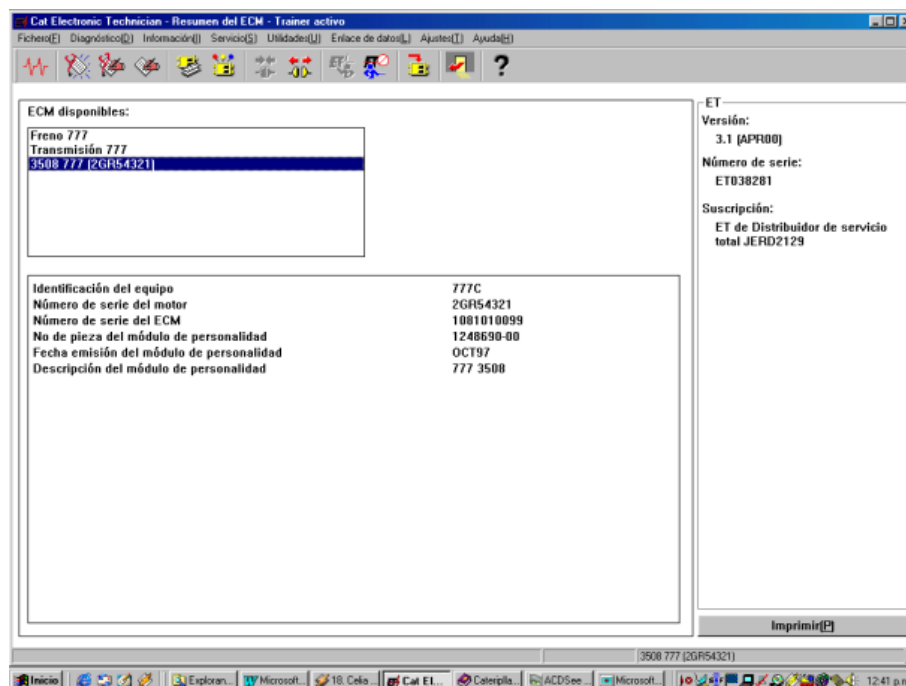 Cat Electronic Technician - Resumen del ECM - Trainer activo
Fichero(F) Diagnóstico(D) Información(I) Servicio(S) Utilidades(U) Enlace de datos(L) Ajustes(T) Ayuda(H)
ECM disponibles:
Freno 777
Transmisión 777
3508 777 (2GR54321)
Identificación del equipo 777C
Número de serie del motor 2GR54321
Número de serie del ECM 1081010099
No de pieza del módulo de personalidad 1248690-00
Fecha emisión del módulo de personalidad OCT97
Descripción del módulo de personalidad 777 3508
ET
Versión:
3.1 (APR00)
Número de serie:
ET038281
Suscripción:
ET de Distribuidor de servicio
total JERD2129
Imprimir(P)
3508 777 (2GR54321)
Inicio Exploran... Microsoft... 18. Celia ... Cat El... Caterpilla... ACDSee ... Microsoft... 12:41 p.m